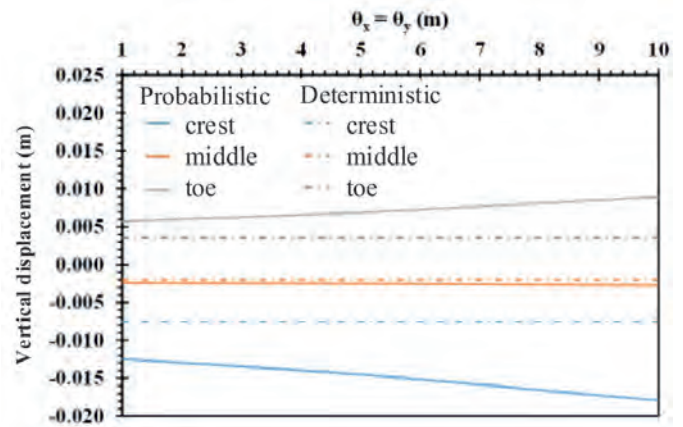 θx = θy (m)
1 2 3 4 5 6 7 8 9 10
0.025
0.020
0.015
0.010
0.005
0.000
-0.005
-0.010
-0.015
-0.020
Vertical displacement (m)
Probabilistic Deterministic
crest crest
middle middle
toe toe